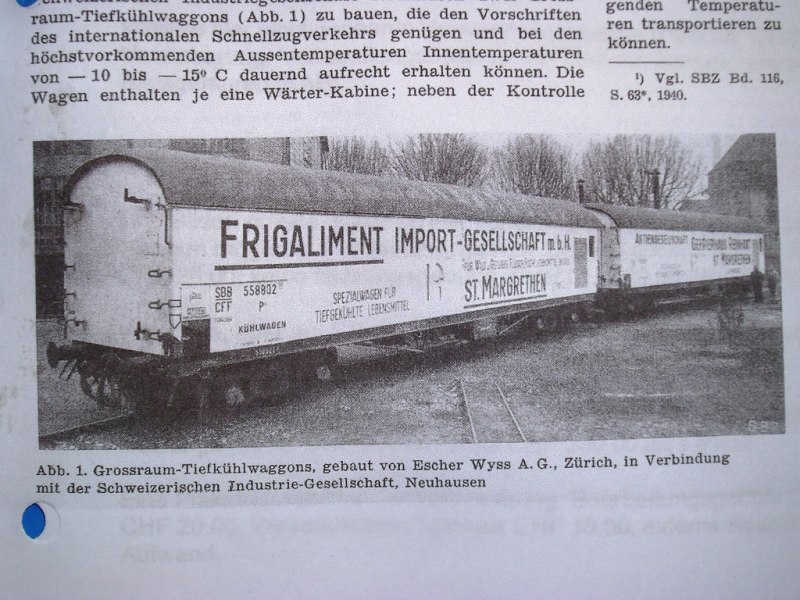 raum-Tiefkühlwaggons (Abb. 1) zu bauen, die den Vorschriften
des internationalen Schnellzugverkehrs genügen und bei den
höchstvorkommenden Aussentemperaturen Innentemperaturen
von — 10 bis — 15⁰ C dauernd aufrecht erhalten können. Die
Wagen enthalten je eine Wärter-Kabine; neben der Kontrolle
genden Temperatu-
ren transportieren zu
können.
¹) Vgl. SBZ Bd. 116,
S. 63*, 1940.
FRIGALIMENT IMPORT-GESELLSCHAFT m.b.H.
ST. MARGRETHEN
SBB 558802
CFF P
KÜHLWAGEN
SPEZIALWAGEN FÜR
TIEFGEKÜHLTE LEBENSMITTEL
AKTIENGESELLSCHAFT
ST. MARGRETHEN
Abb. 1. Grossraum-Tiefkühlwaggons, gebaut von Escher Wyss A. G., Zürich, in Verbindung
mit der Schweizerischen Industrie-Gesellschaft, Neuhausen